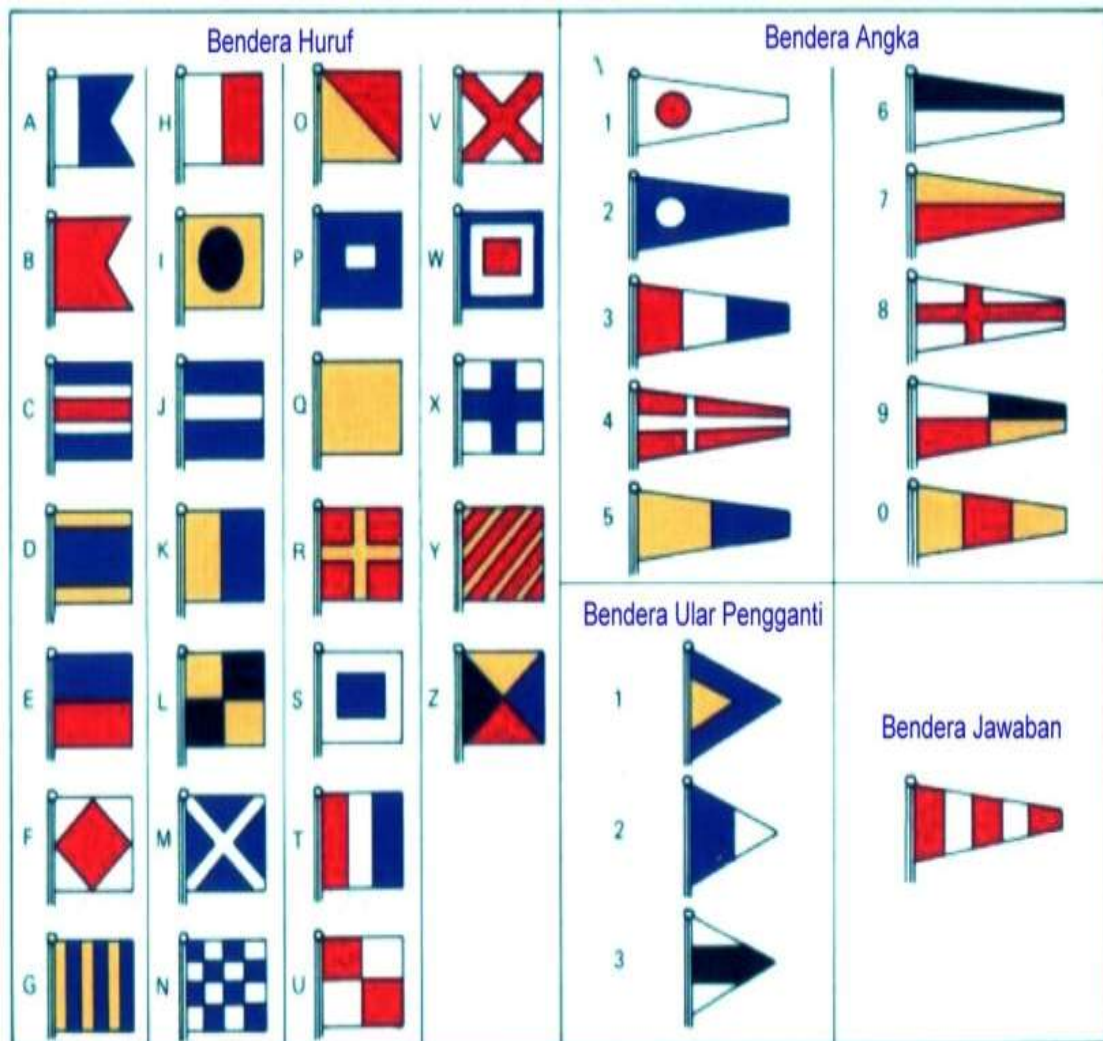 Bendera Huruf
A
B
C
D
E
F
G
H
I
J
K
L
M
N
O
P
Q
R
S
T
U
V
W
X
Y
Z
Bendera Angka
1
2
3
4
5
6
7
8
9
0
Bendera Ular Pengganti
1
2
3
Bendera Jawaban